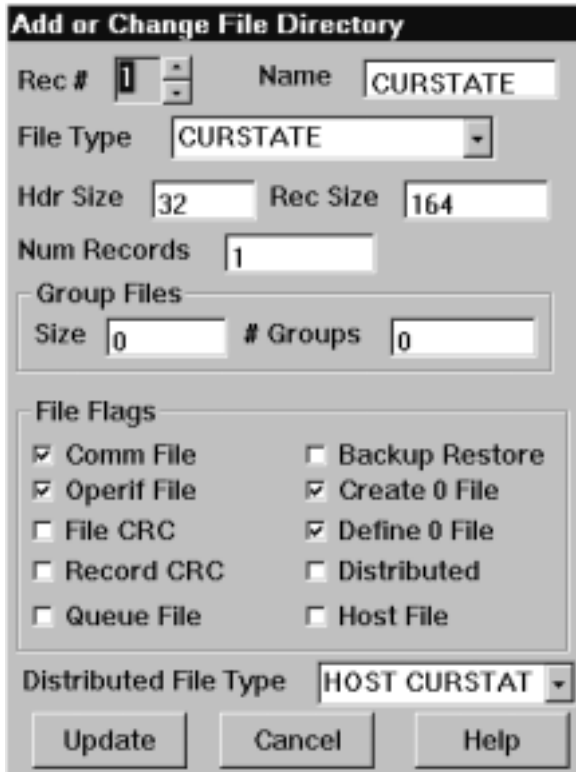 Add or Change File Directory
Rec # 1 Name CURSTATE
File Type CURSTATE
Hdr Size 32 Rec Size 164
Num Records 1
Group Files
Size 0 # Groups 0
File Flags
Comm File Backup Restore
Operif File Create 0 File
File CRC Define 0 File
Record CRC Distributed
Queue File Host File
Distributed File Type HOST CURSTAT
Update Cancel Help